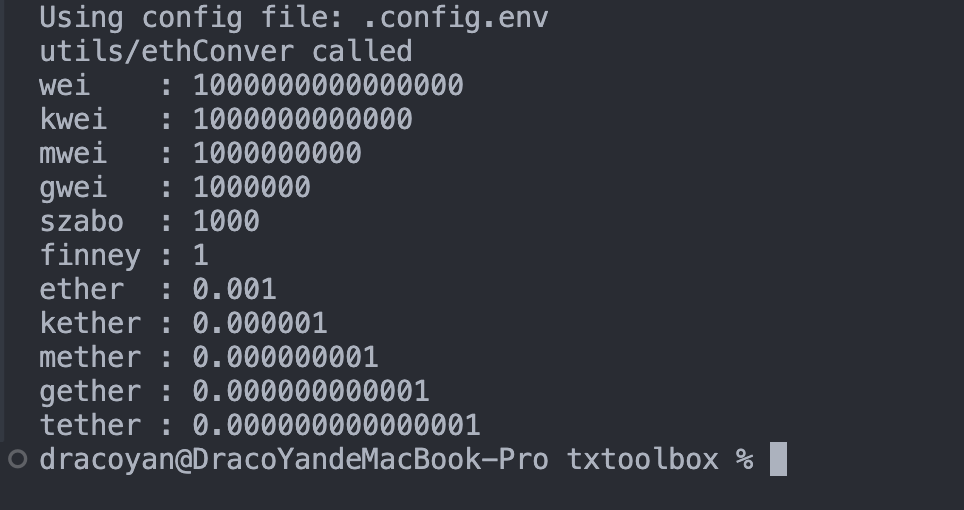 Using config file: .config.env
utils/ethConver called
wei    : 1000000000000000
kwei   : 1000000000000
mwei   : 1000000000
gwei   : 1000000
szabo  : 1000
finney : 1
ether  : 0.001
kether : 0.000001
mether : 0.000000001
gether : 0.000000000001
tether : 0.000000000000001
dracoyan@DracoYandeMacBook-Pro txtoolbox %